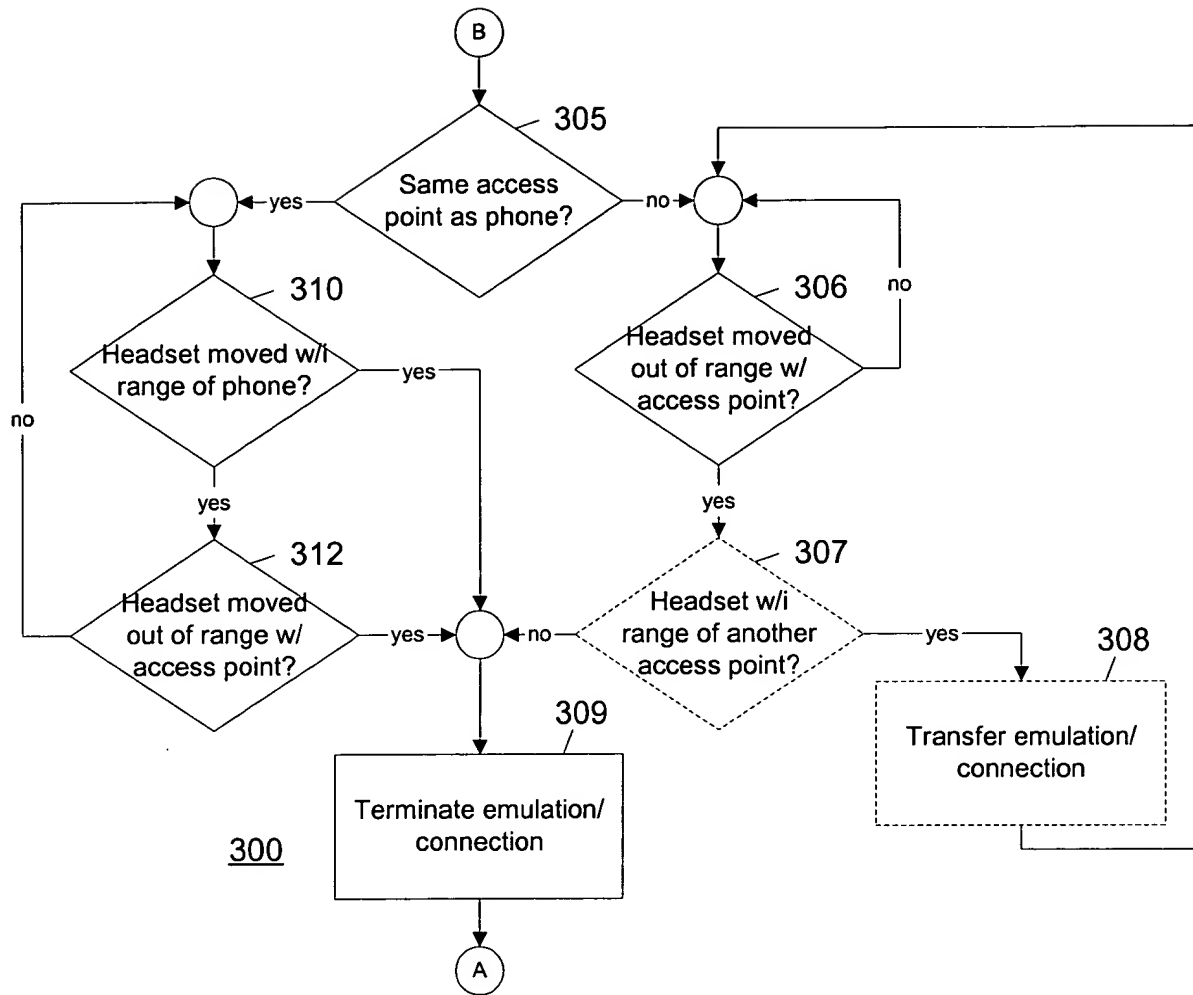 B
305
Same access
point as phone?
yes
no
310
Headset moved w/i
range of phone?
yes
306
Headset moved
out of range w/
access point?
no
no
yes
yes
312
Headset moved
out of range w/
access point?
yes
307
Headset w/i
range of another
access point?
no
yes
308
Transfer emulation/
connection
309
Terminate emulation/
connection
300
A